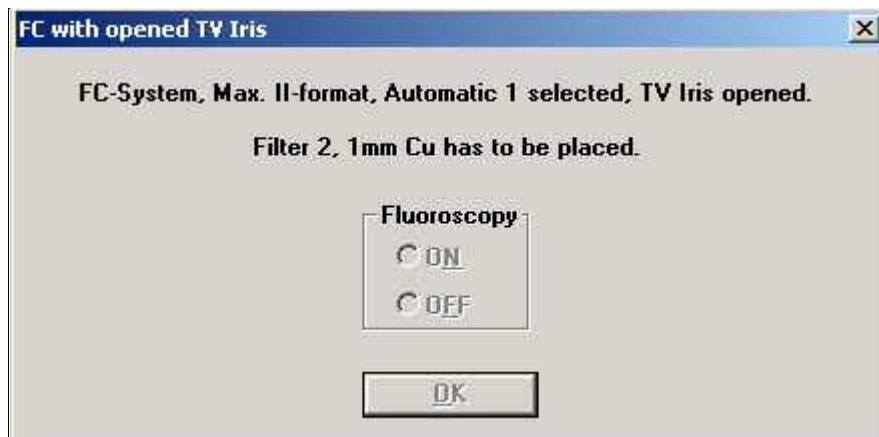 FC with opened TV Iris
FC-System, Max. II-format, Automatic 1 selected, TV Iris opened.
Filter 2, 1mm Cu has to be placed.
Fluoroscopy
ON
OFF
OK